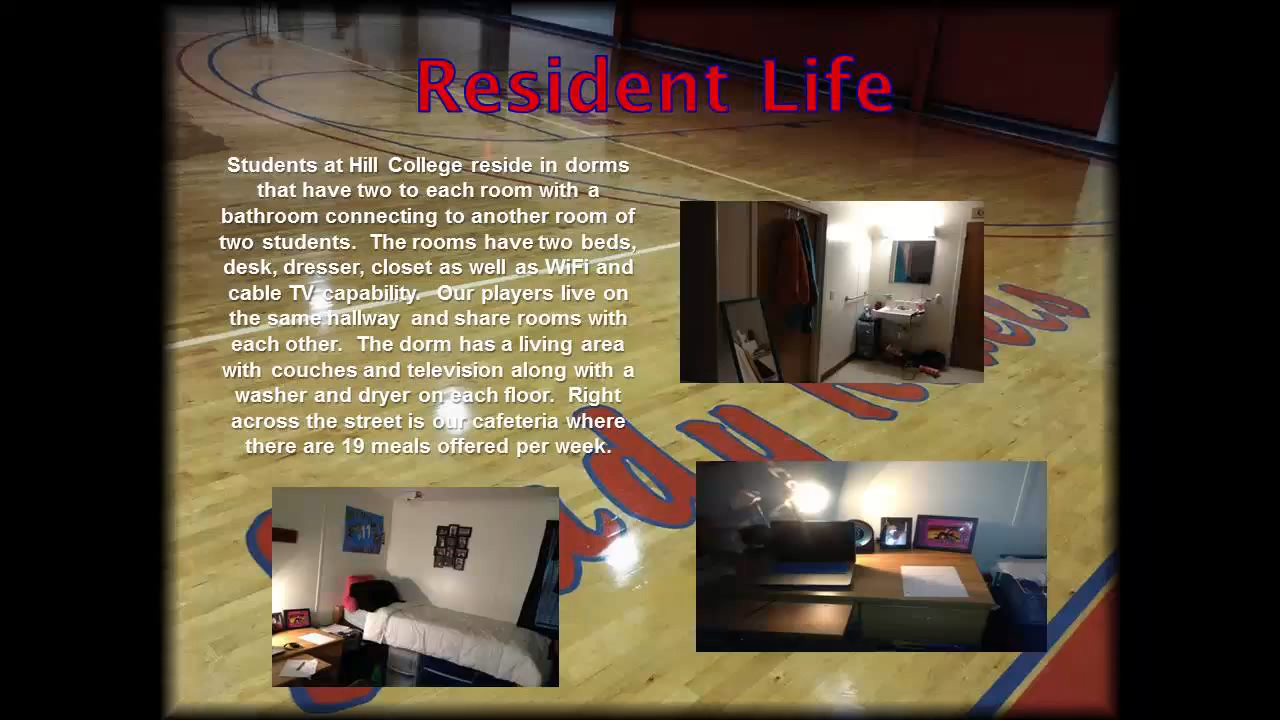 Resident Life
Students at Hill College reside in dorms
that have two to each room with a
bathroom connecting to another room of
two students. The rooms have two beds,
desk, dresser, closet as well as WiFi and
cable TV capability. Our players live on
the same hallway and share rooms with
each other. The dorm has a living area
with couches and television along with a
washer and dryer on each floor. Right
across the street is our cafeteria where
there are 19 meals offered per week.